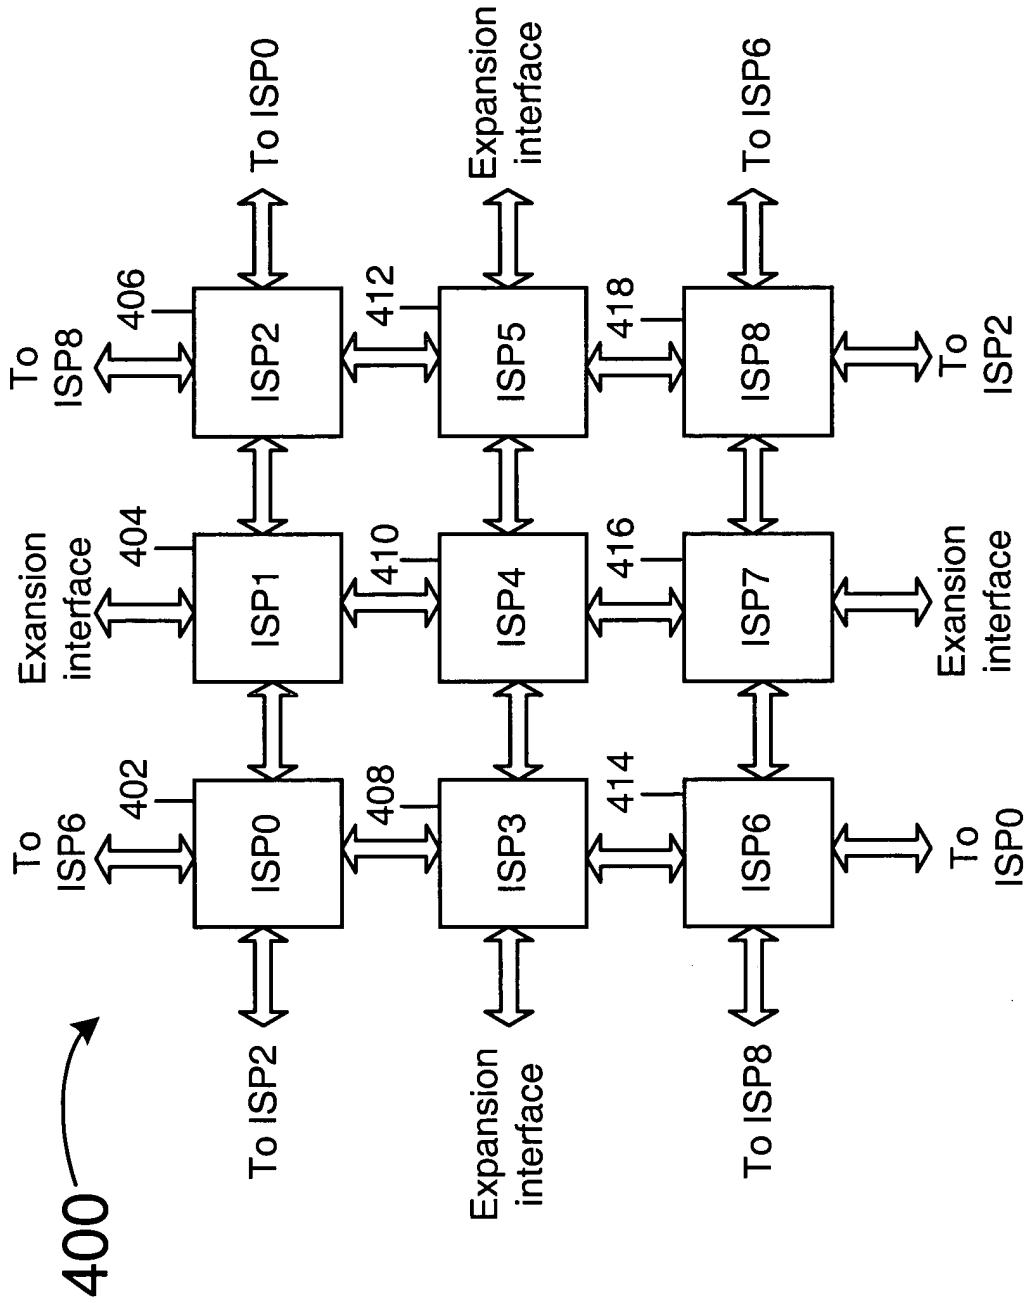 400
To
ISP6
Exansion
interface
To
ISP8
402
404
406
To ISP2
ISP0
ISP1
ISP2
To ISP0
408
410
412
Expansion
interface
ISP3
ISP4
ISP5
Expansion
interface
414
416
418
To ISP8
ISP6
ISP7
ISP8
To ISP6
To
ISP0
Exansion
interface
To
ISP2